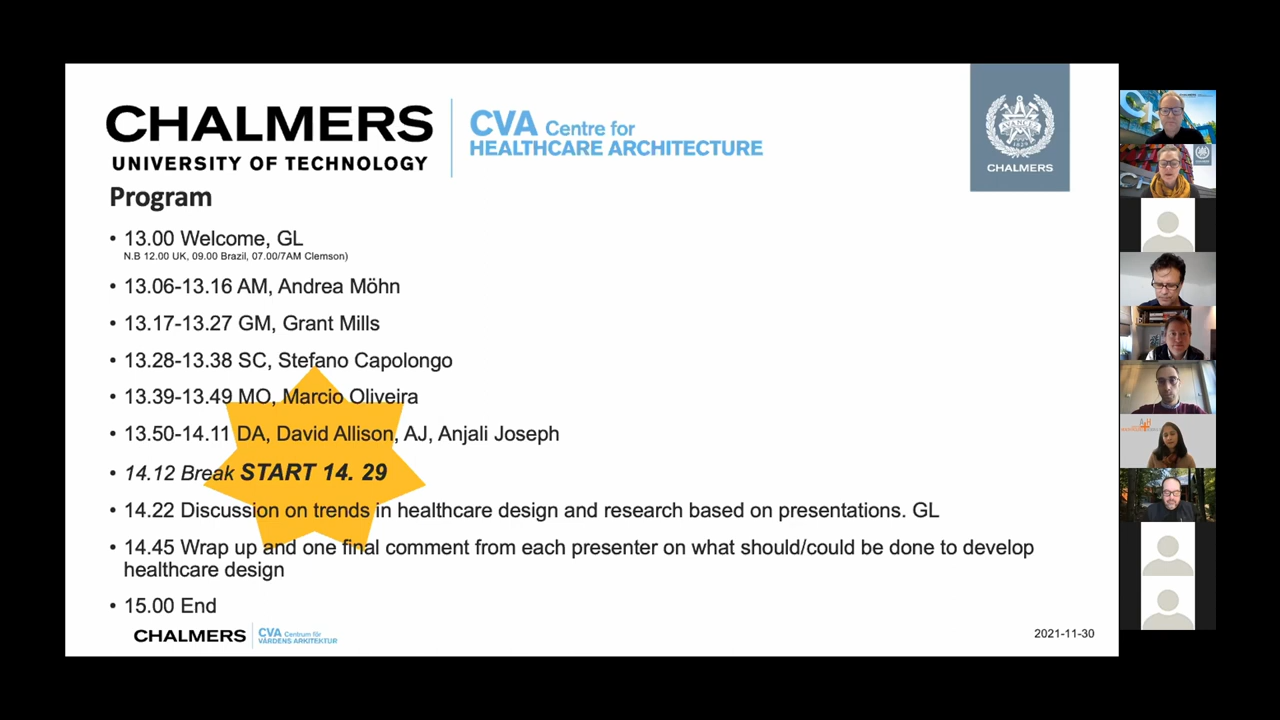 CHALMERS
UNIVERSITY OF TECHNOLOGY
CVA Centre for
HEALTHCARE ARCHITECTURE
CHALMERS
Program
• 13.00 Welcome, GL
N.B 12.00 UK, 09.00 Brazil, 07.00/7AM Clemson)
• 13.06-13.16 AM, Andrea Möhn
• 13.17-13.27 GM, Grant Mills
• 13.28-13.38 SC, Stefano Capolongo
• 13.39-13.49 MO, Marcio Oliveira
• 13.50-14.11 DA, David Allison, AJ, Anjali Joseph
• 14.12 Break START 14. 29
• 14.22 Discussion on trends in healthcare design and research based on presentations. GL
• 14.45 Wrap up and one final comment from each presenter on what should/could be done to develop
healthcare design
• 15.00 End
CHALMERS
CVA Centrum för
VÅRDENS ARKITEKTUR
2021-11-30